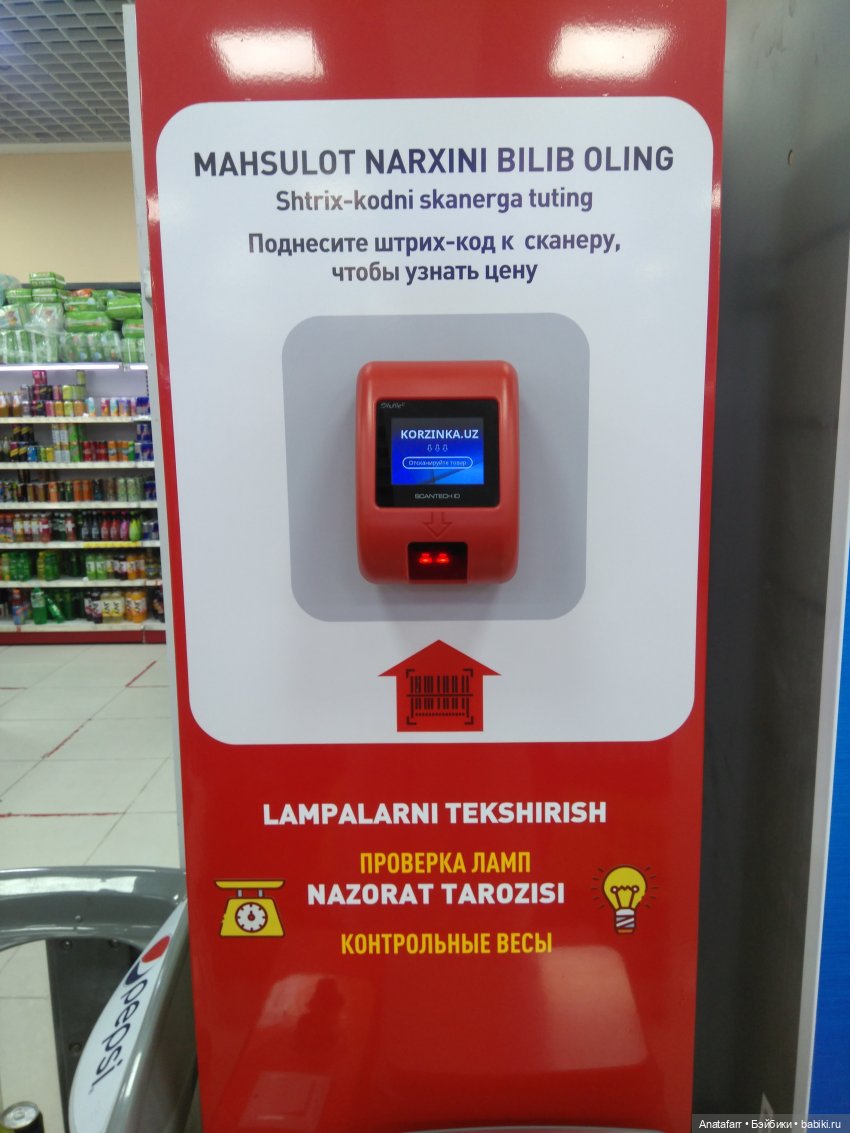 MAHSULOT NARXINI BILIB OLING
Shtrix-kodni skanerga tuting
Поднесите штрих-код к сканеру,
чтобы узнать цену
KORZINKA.UZ
Отсканируйте товар
SCANTECH ID
LAMPALARNI TEKSHIRISH
ПРОВЕРКА ЛАМП
NAZORAT TAROZISI
КОНТРОЛЬНЫЕ ВЕСЫ
pepsi
Anatafarr • Бэйбики • babiki.ru